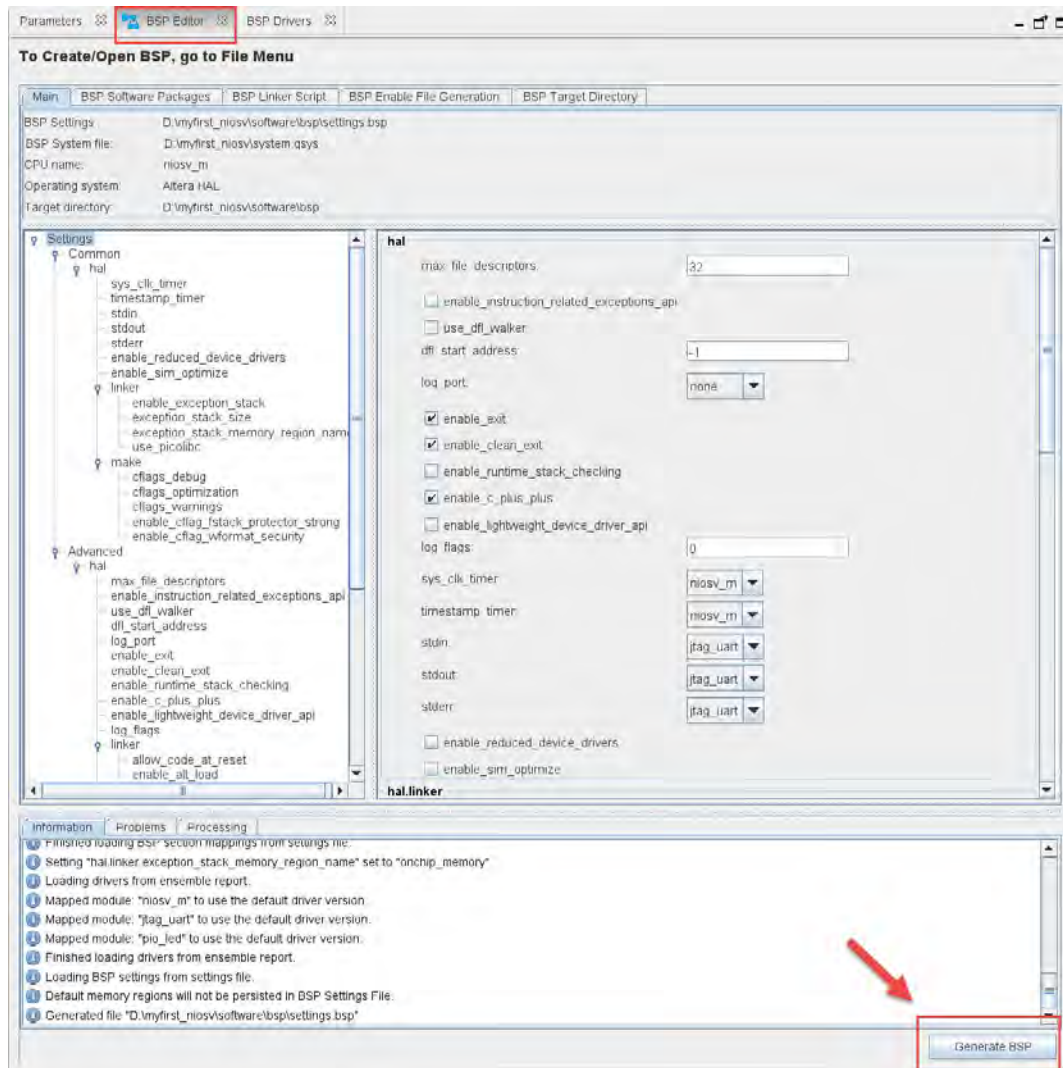 Parameters BSP Editor BSP Drivers
To Create/Open BSP, go to File Menu
Main BSP Software Packages BSP Linker Script BSP Enable File Generation BSP Target Directory
BSP Settings D:\myfirst_niosv\software\bsp\settings.bsp
BSP System file: D:\myfirst_niosv\system.qsys
CPU name: niosv_m
Operating system: Altera HAL
Target directory: D:\myfirst_niosv\software\bsp
Settings
Common
hal
sys_clk_timer
timestamp_timer
stdin
stdout
stderr
enable_reduced_device_drivers
enable_sim_optimize
linker
enable_exception_stack
exception_stack_size
exception_stack_memory_region_name
use_picolibc
make
cflags_debug
cflags_optimization
cflags_warnings
enable_cflag_fstack_protector_strong
enable_cflag_wformat_security
Advanced
hal
max_file_descriptors
enable_instruction_related_exceptions_api
use_dfl_walker
dfl_start_address
log_port
enable_exit
enable_clean_exit
enable_runtime_stack_checking
enable_c_plus_plus
enable_lightweight_device_driver_api
log_flags
linker
allow_code_at_reset
enable_alt_load
hal
max_file_descriptors: 32
enable_instruction_related_exceptions_api
use_dfl_walker
dfl_start_address: -1
log_port: none
enable_exit
enable_clean_exit
enable_runtime_stack_checking
enable_c_plus_plus
enable_lightweight_device_driver_api
log_flags: 0
sys_clk_timer: niosv_m
timestamp_timer: niosv_m
stdin: jtag_uart
stdout: jtag_uart
stderr: jtag_uart
enable_reduced_device_drivers
enable_sim_optimize
hal.linker
Information Problems Processing
Finished loading BSP section mappings from settings file.
Setting "hal.linker.exception_stack_memory_region_name" set to "onchip_memory"
Loading drivers from ensemble report.
Mapped module: "niosv_m" to use the default driver version.
Mapped module: "jtag_uart" to use the default driver version.
Mapped module: "pio_led" to use the default driver version.
Finished loading drivers from ensemble report.
Loading BSP settings from settings file.
Default memory regions will not be persisted in BSP Settings File.
Generated file "D:\myfirst_niosv\software\bsp\settings.bsp"
Generate BSP